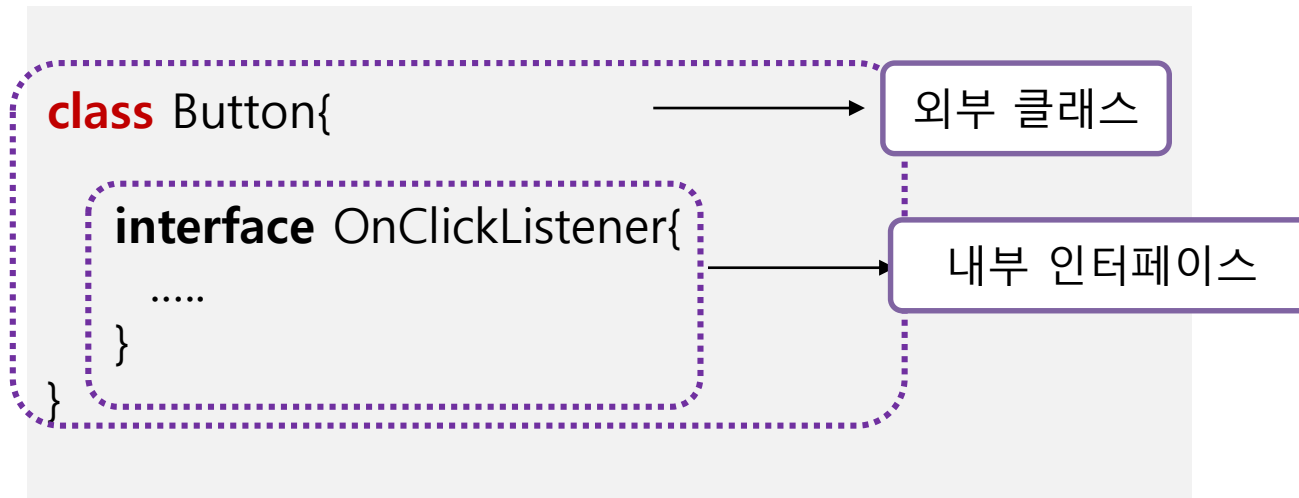 class Button{
외부 클래스
interface OnClickListener{
내부 인터페이스
.....
}
}